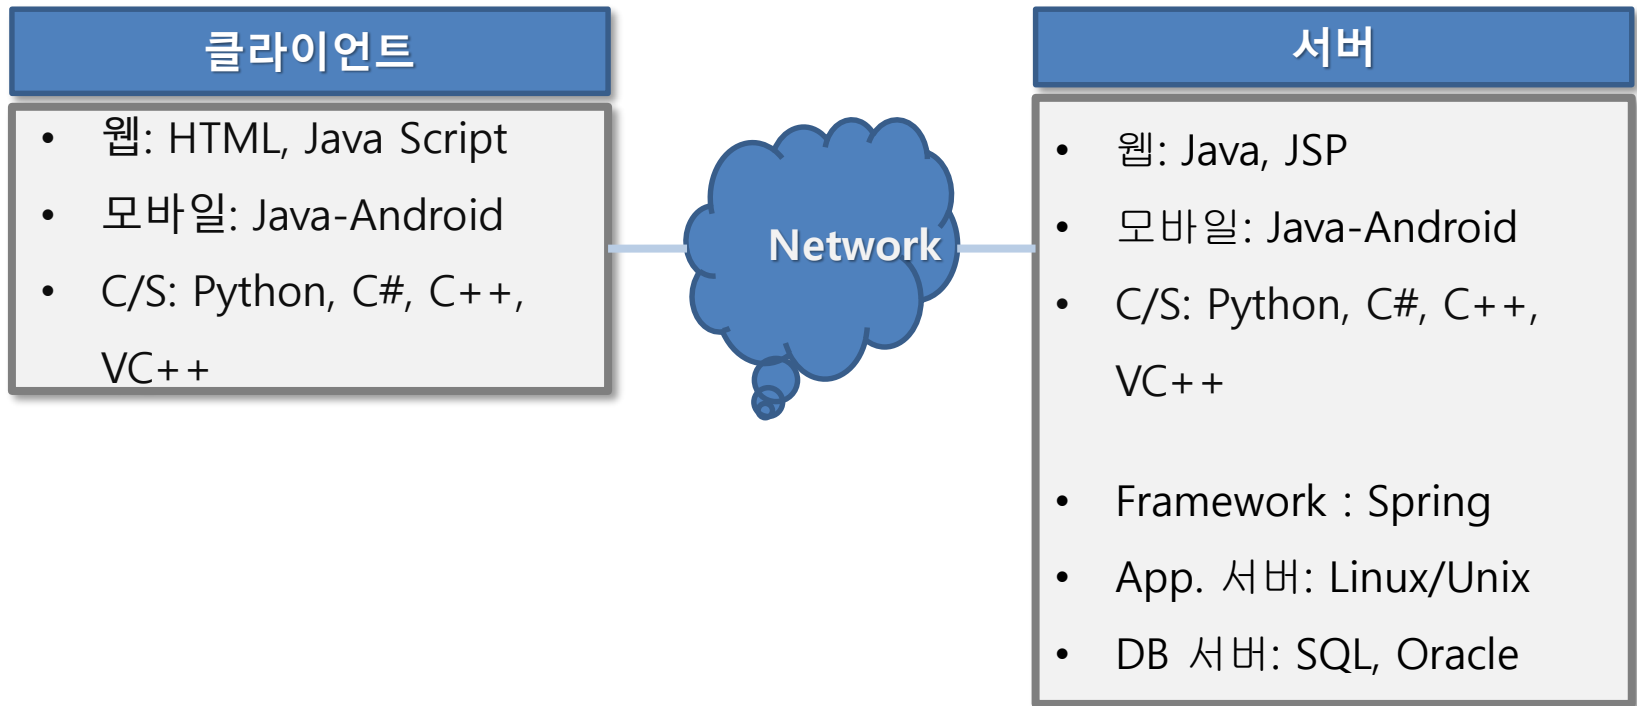 클라이언트
• 웹: HTML, Java Script
• 모바일: Java-Android
• C/S: Python, C#, C++,
VC++
Network
서버
• 웹: Java, JSP
• 모바일: Java-Android
• C/S: Python, C#, C++,
VC++
• Framework : Spring
• App. 서버: Linux/Unix
• DB 서버: SQL, Oracle